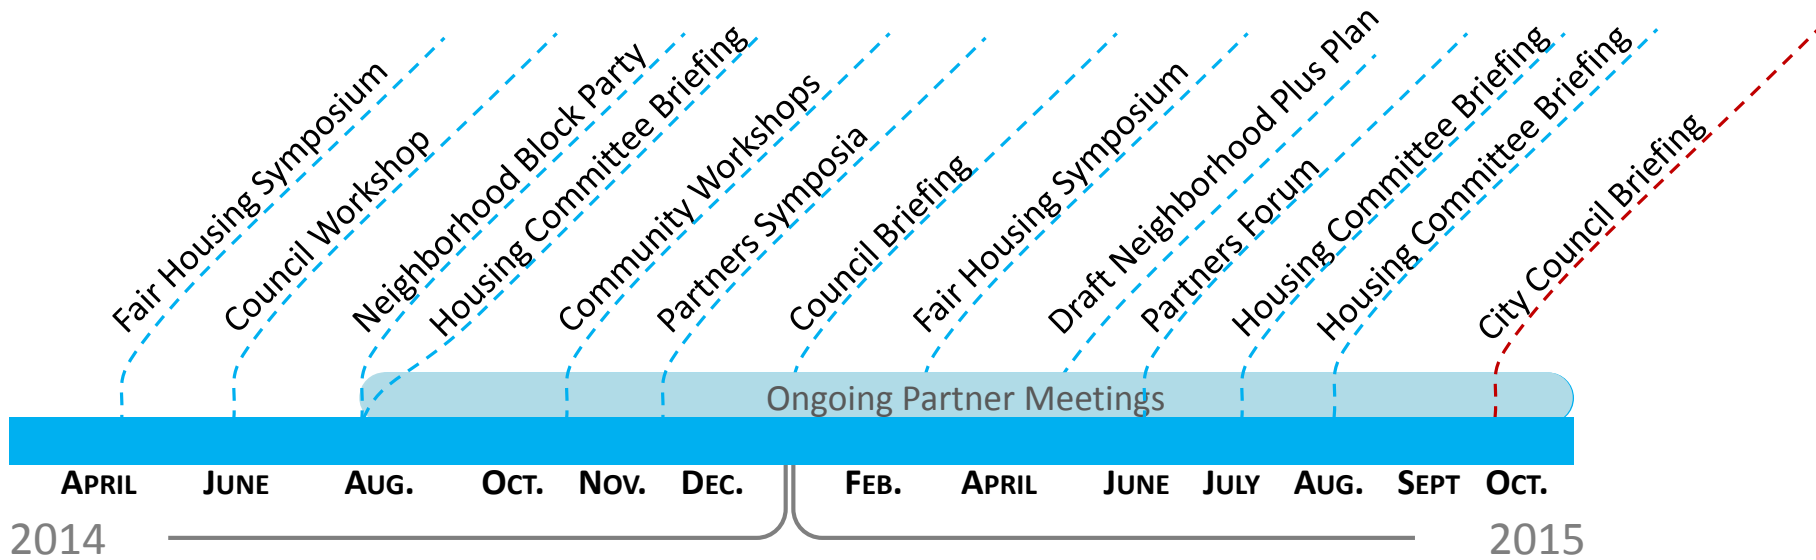 Fair Housing Symposium
Council Workshop
Neighborhood Block Party
Housing Committee Briefing
Community Workshops
Partners Symposia
Council Briefing
Fair Housing Symposium
Draft Neighborhood Plus Plan
Partners Forum
Housing Committee Briefing
Housing Committee Briefing
City Council Briefing
Ongoing Partner Meetings
APRIL JUNE AUG. OCT. NOV. DEC. FEB. APRIL JUNE JULY AUG. SEPT OCT.
2014 2015